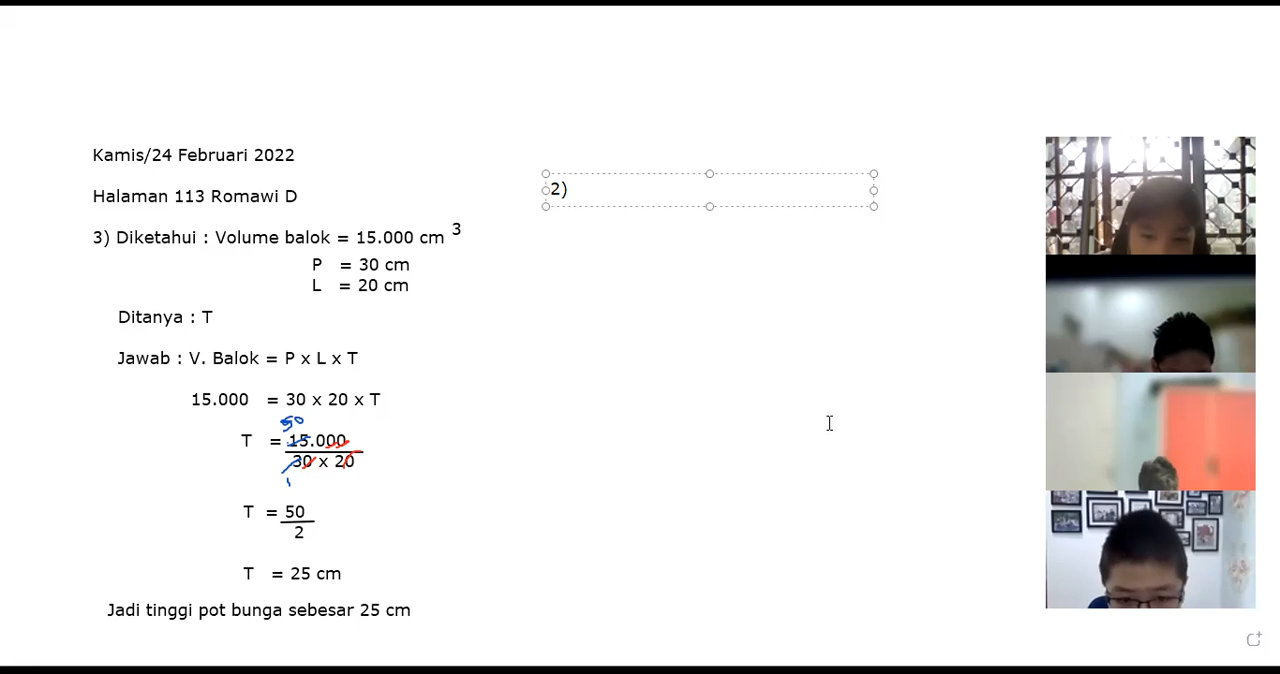 Kamis/24 Februari 2022
Halaman 113 Romawi D
3) Diketahui : Volume balok = 15.000 cm 3
P = 30 cm
L = 20 cm
Ditanya : T
Jawab : V. Balok = P x L x T
15.000 = 30 x 20 x T
50
T = 15.000
30 x 20
1
T = 50
2
T = 25 cm
Jadi tinggi pot bunga sebesar 25 cm
2)